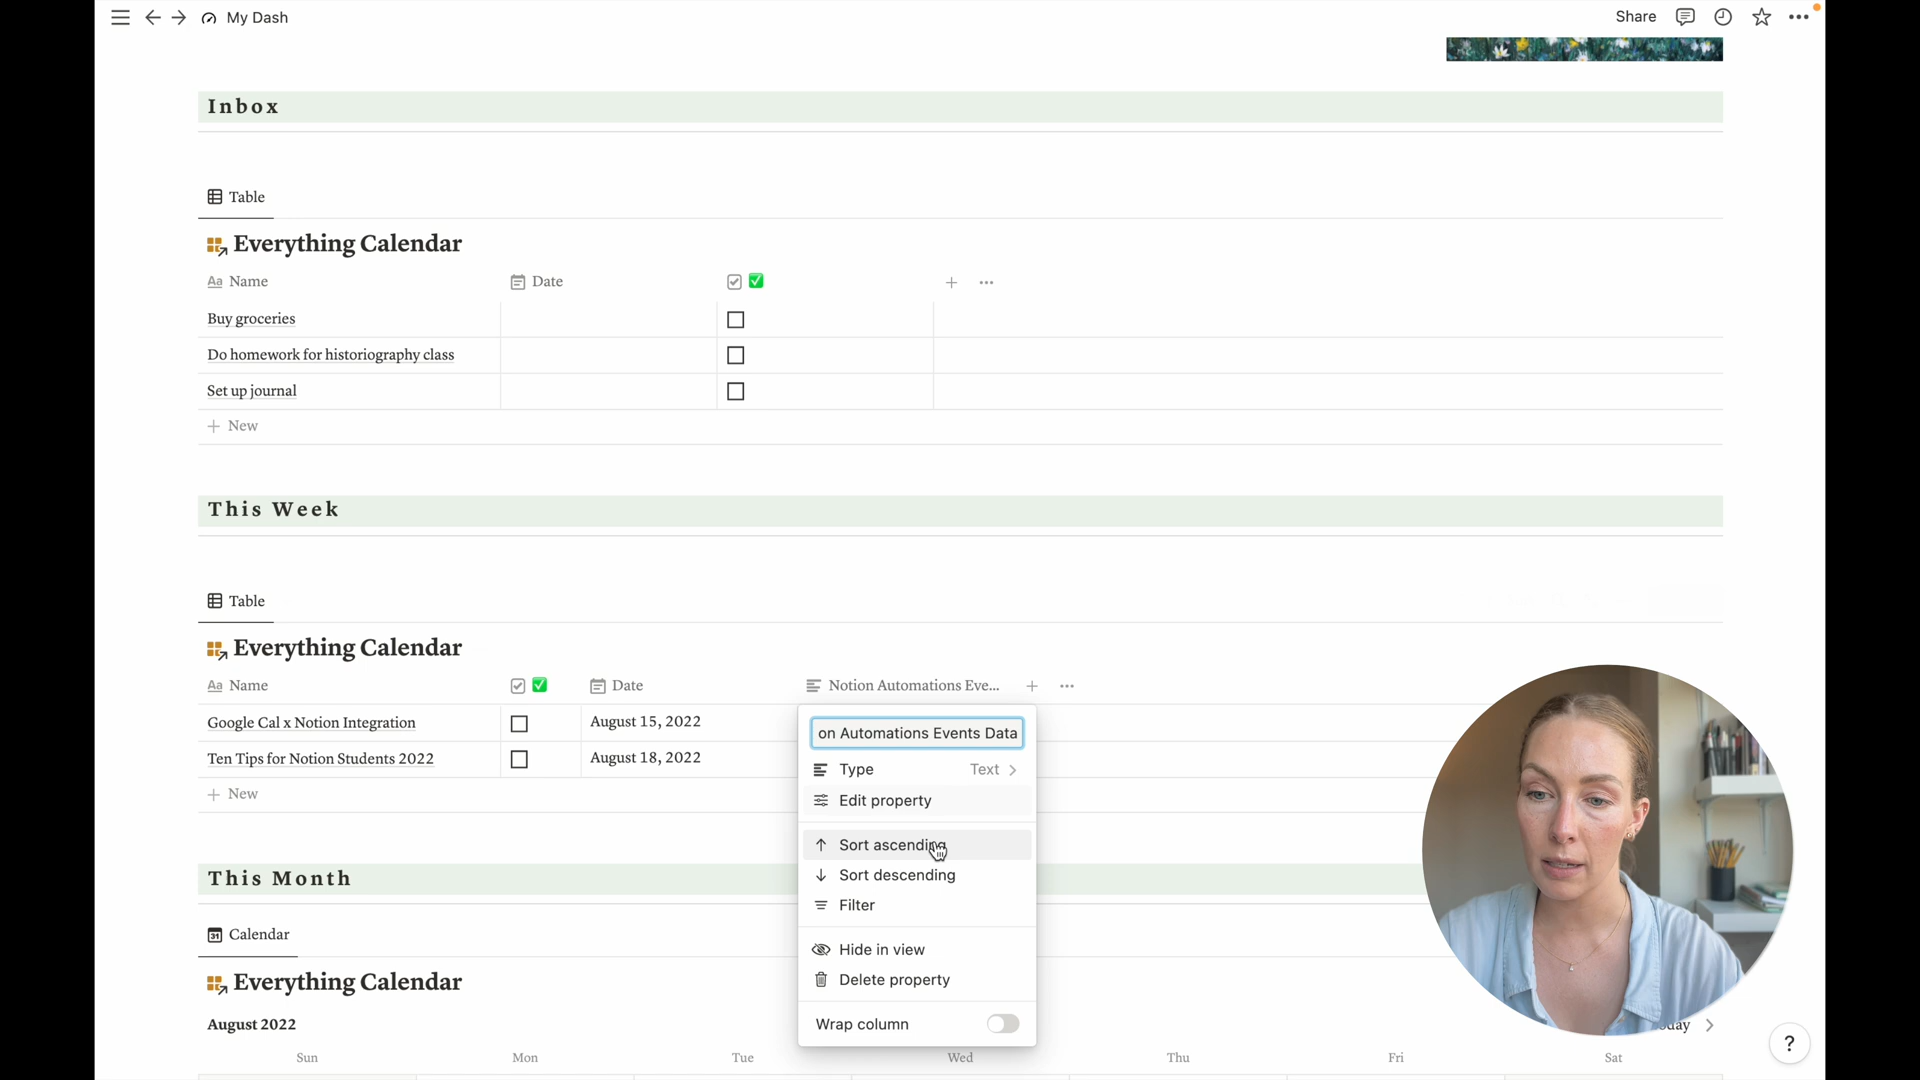 My Dash
Share
Inbox
Table
Everything Calendar
Aa Name
Date
Buy groceries
Do homework for historiography class
Set up journal
+ New
This Week
Table
Everything Calendar
Aa Name
Date
Notion Automations Eve...
Google Cal x Notion Integration
August 15, 2022
Ten Tips for Notion Students 2022
August 18, 2022
+ New
on Automations Events Data
Type
Text
Edit property
Sort ascending
Sort descending
Filter
Hide in view
Delete property
Wrap column
This Month
31 Calendar
Everything Calendar
August 2022
Sun
Mon
Tue
Wed
Thu
Fri
Sat
?